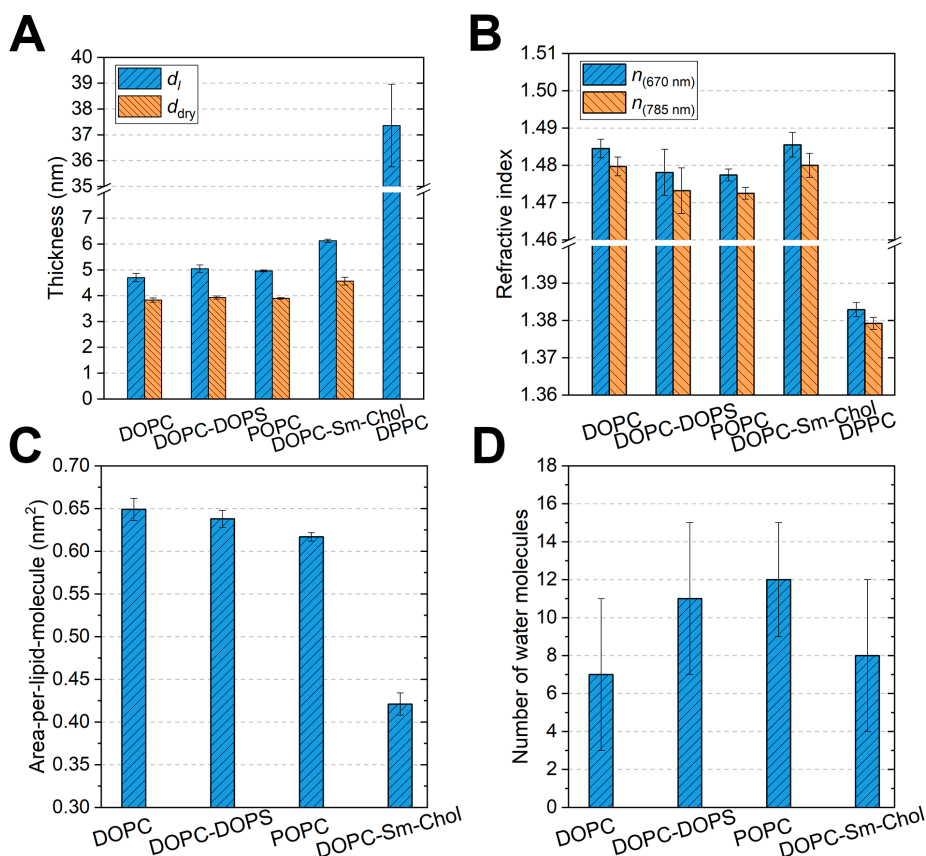 A
Thickness (nm)
40
39
38
37
36
35
7
6
5
4
3
2
1
0
d_l
d_dry
DOPC
DOPC-DOPS
POPC
DOPC-Sm-Chol
DPPC
B
Refractive index
1.51
1.50
1.49
1.48
1.47
1.46
1.39
1.38
1.37
1.36
n_(670 nm)
n_(785 nm)
DOPC
DOPC-DOPS
POPC
DOPC-Sm-Chol
DPPC
C
Area-per-lipid-molecule (nm²)
0.70
0.65
0.60
0.55
0.50
0.45
0.40
0.35
0.30
DOPC
DOPC-DOPS
POPC
DOPC-Sm-Chol
D
Number of water molecules
18
16
14
12
10
8
6
4
2
0
DOPC
DOPC-DOPS
POPC
DOPC-Sm-Chol